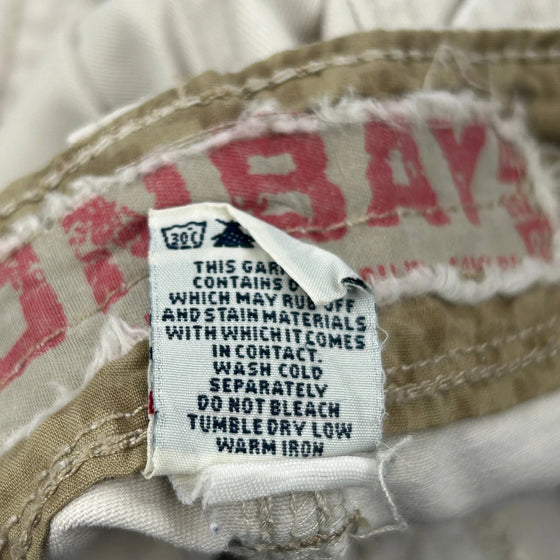 UNBAY
30
THIS GAR
CONTAINS D
WHICH MAY RUB OFF
AND STAIN MATERIALS
WITH WHICH IT COMES
IN CONTACT.
WASH COLD
SEPARATELY
DO NOT BLEACH
TUMBLE DRY LOW
WARM IRON